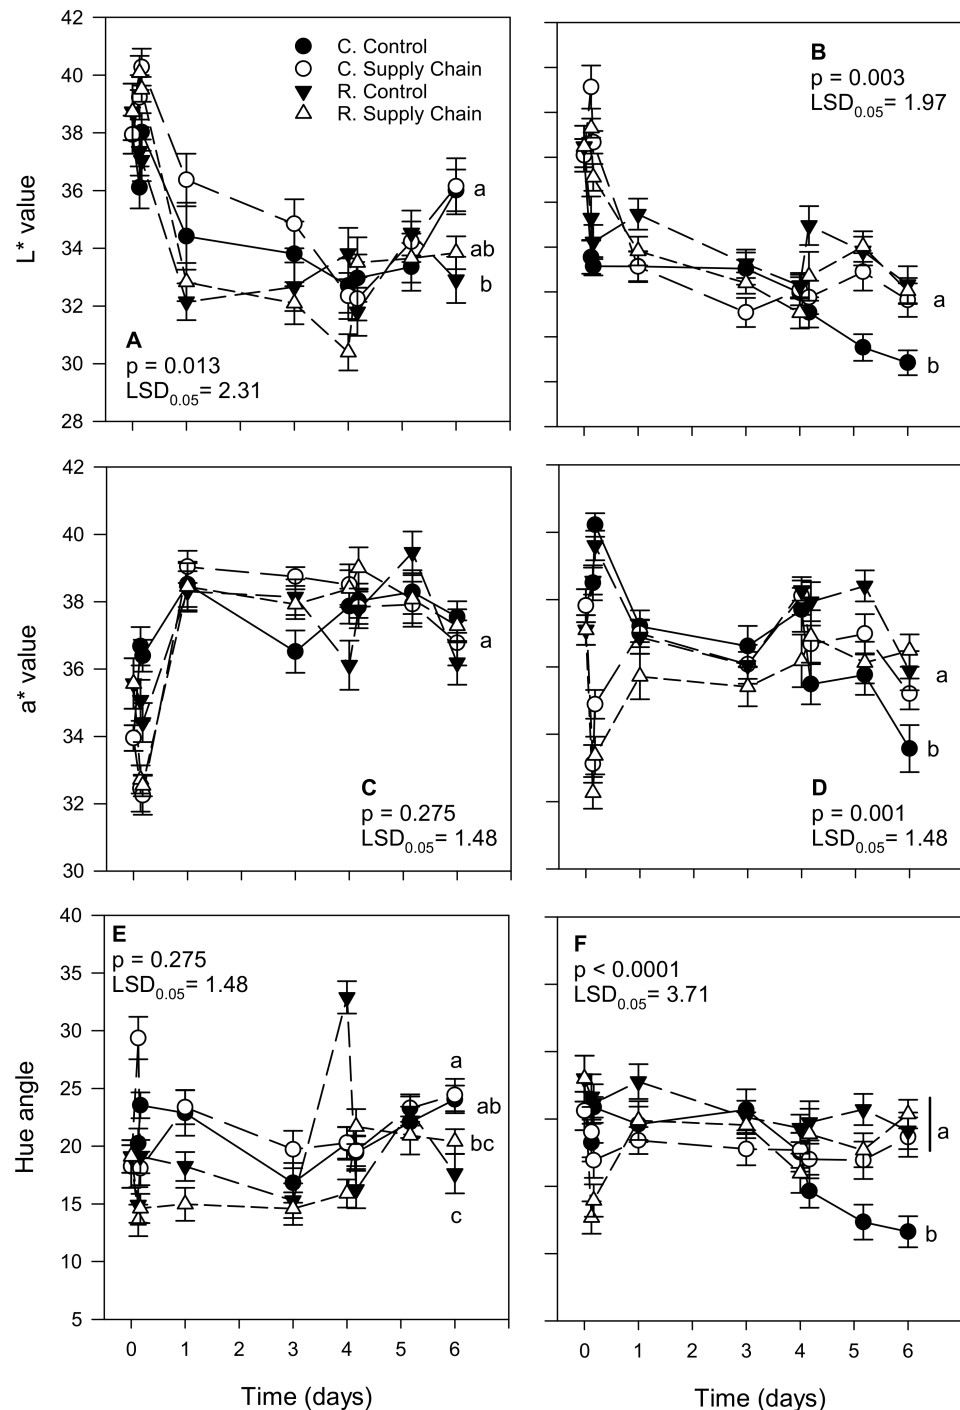 42
40
38
36
34
32
30
28
L* value
C. Control
C. Supply Chain
R. Control
R. Supply Chain
a
ab
b
A
p = 0.013
LSD0.05= 2.31
B
p = 0.003
LSD0.05= 1.97
a
b
42
40
38
36
34
32
30
a* value
a
C
p = 0.275
LSD0.05= 1.48
a
b
D
p = 0.001
LSD0.05= 1.48
40
35
30
25
20
15
10
5
Hue angle
E
p = 0.275
LSD0.05= 1.48
a
ab
bc
c
0 1 2 3 4 5 6
Time (days)
F
p < 0.0001
LSD0.05= 3.71
a
b
0 1 2 3 4 5 6
Time (days)